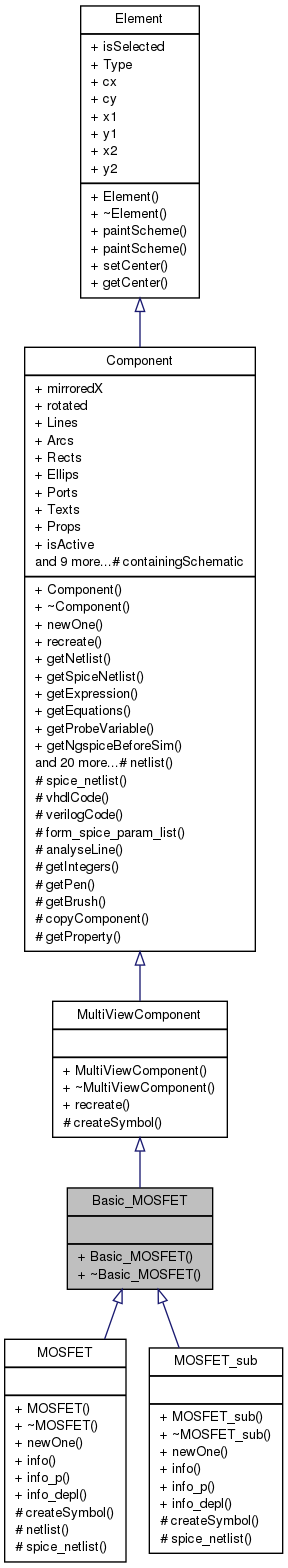 Element
+ isSelected
+ Type
+ cx
+ cy
+ x1
+ y1
+ x2
+ y2
+ Element()
+ ~Element()
+ paintScheme()
+ paintScheme()
+ setCenter()
+ getCenter()
Component
+ mirroredX
+ rotated
+ Lines
+ Arcs
+ Rects
+ Ellips
+ Ports
+ Texts
+ Props
+ isActive
and 9 more...# containingSchematic
+ Component()
+ ~Component()
+ newOne()
+ recreate()
+ getNetlist()
+ getSpiceNetlist()
+ getExpression()
+ getEquations()
+ getProbeVariable()
+ getNgspiceBeforeSim()
and 20 more...# netlist()
# spice_netlist()
# vhdlCode()
# verilogCode()
# form_spice_param_list()
# analyseLine()
# getIntegers()
# getPen()
# getBrush()
# copyComponent()
# getProperty()
MultiViewComponent
+ MultiViewComponent()
+ ~MultiViewComponent()
+ recreate()
# createSymbol()
Basic_MOSFET
+ Basic_MOSFET()
+ ~Basic_MOSFET()
MOSFET
+ MOSFET()
+ ~MOSFET()
+ newOne()
+ info()
+ info_p()
+ info_depl()
# createSymbol()
# netlist()
# spice_netlist()
MOSFET_sub
+ MOSFET_sub()
+ ~MOSFET_sub()
+ newOne()
+ info()
+ info_p()
+ info_depl()
# createSymbol()
# spice_netlist()